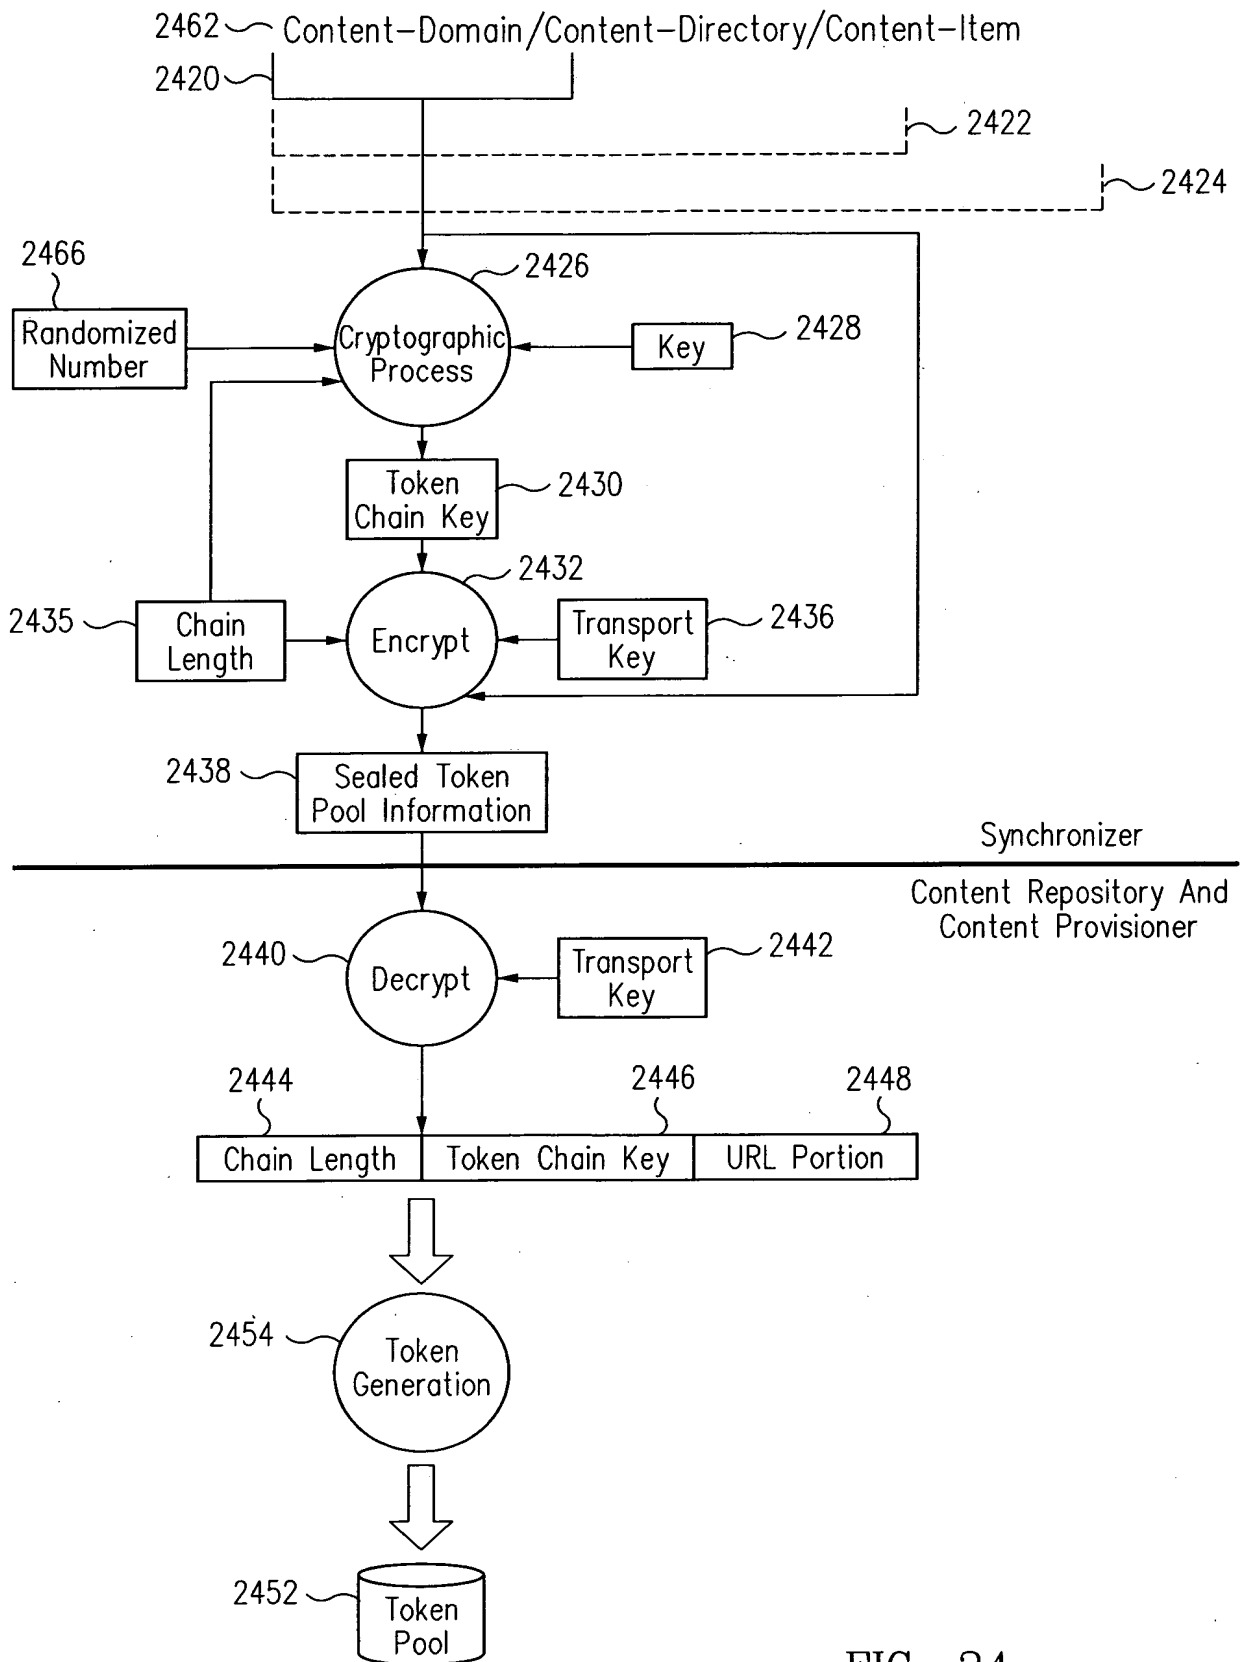 2462 Content-Domain/Content-Directory/Content-Item
2420
2422
2424
2466
2426
Randomized
Number
Cryptographic
Process
Key
2428
Token
Chain Key
2430
2432
2435
Chain
Length
Encrypt
Transport
Key
2436
2438
Sealed Token
Pool Information
Synchronizer
Content Repository And
Content Provisioner
2440
Decrypt
Transport
Key
2442
2444
2446
2448
Chain Length
Token Chain Key
URL Portion
2454
Token
Generation
2452
Token
Pool